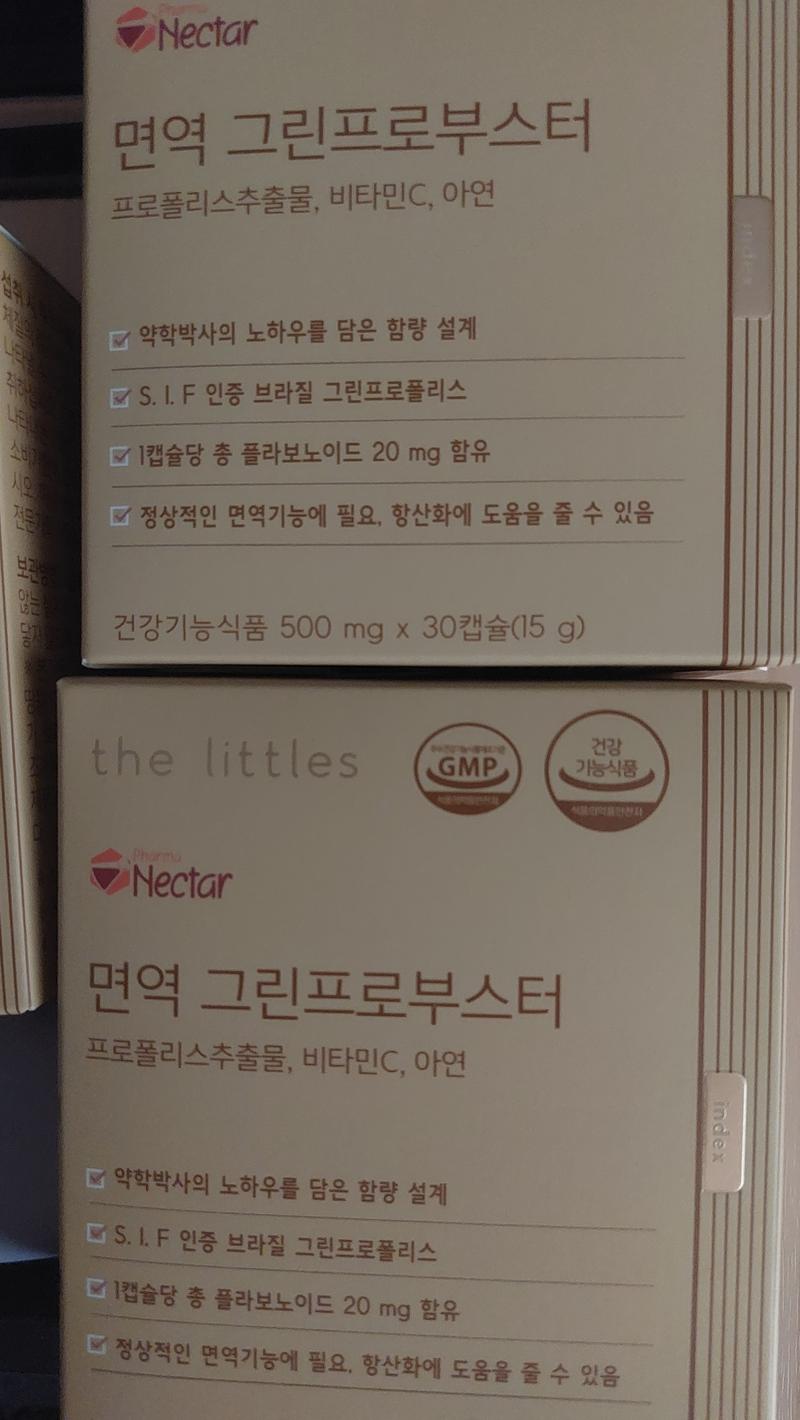 Pharma
Nectar
면역 그린프로부스터
프로폴리스추출물, 비타민C, 아연
약학박사의 노하우를 담은 함량 설계
S. I. F 인증 브라질 그린프로폴리스
1캡슐당 총 플라보노이드 20 mg 함유
정상적인 면역기능에 필요, 항산화에 도움을 줄 수 있음
건강기능식품 500 mg x 30캡슐(15 g)
index
the littles
GMP
건강
기능식품
식품의약품안전처
Pharma
Nectar
면역 그린프로부스터
프로폴리스추출물, 비타민C, 아연
index
약학박사의 노하우를 담은 함량 설계
S. I. F 인증 브라질 그린프로폴리스
1캡슐당 총 플라보노이드 20 mg 함유
정상적인 면역기능에 필요, 항산화에 도움을 줄 수 있음